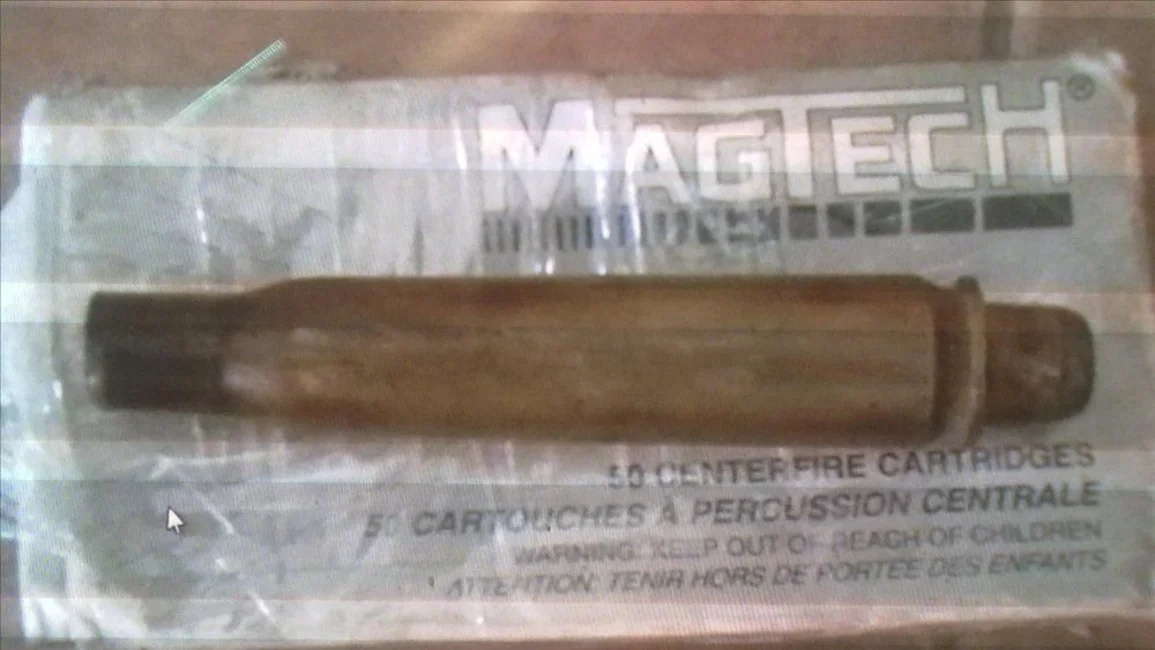 MAGTECH®
50 CENTERFIRE CARTRIDGES
50 CARTOUCHES À PERCUSSION CENTRALE
WARNING: KEEP OUT OF REACH OF CHILDREN
ATTENTION: TENIR HORS DE PORTEE DES ENFANTS